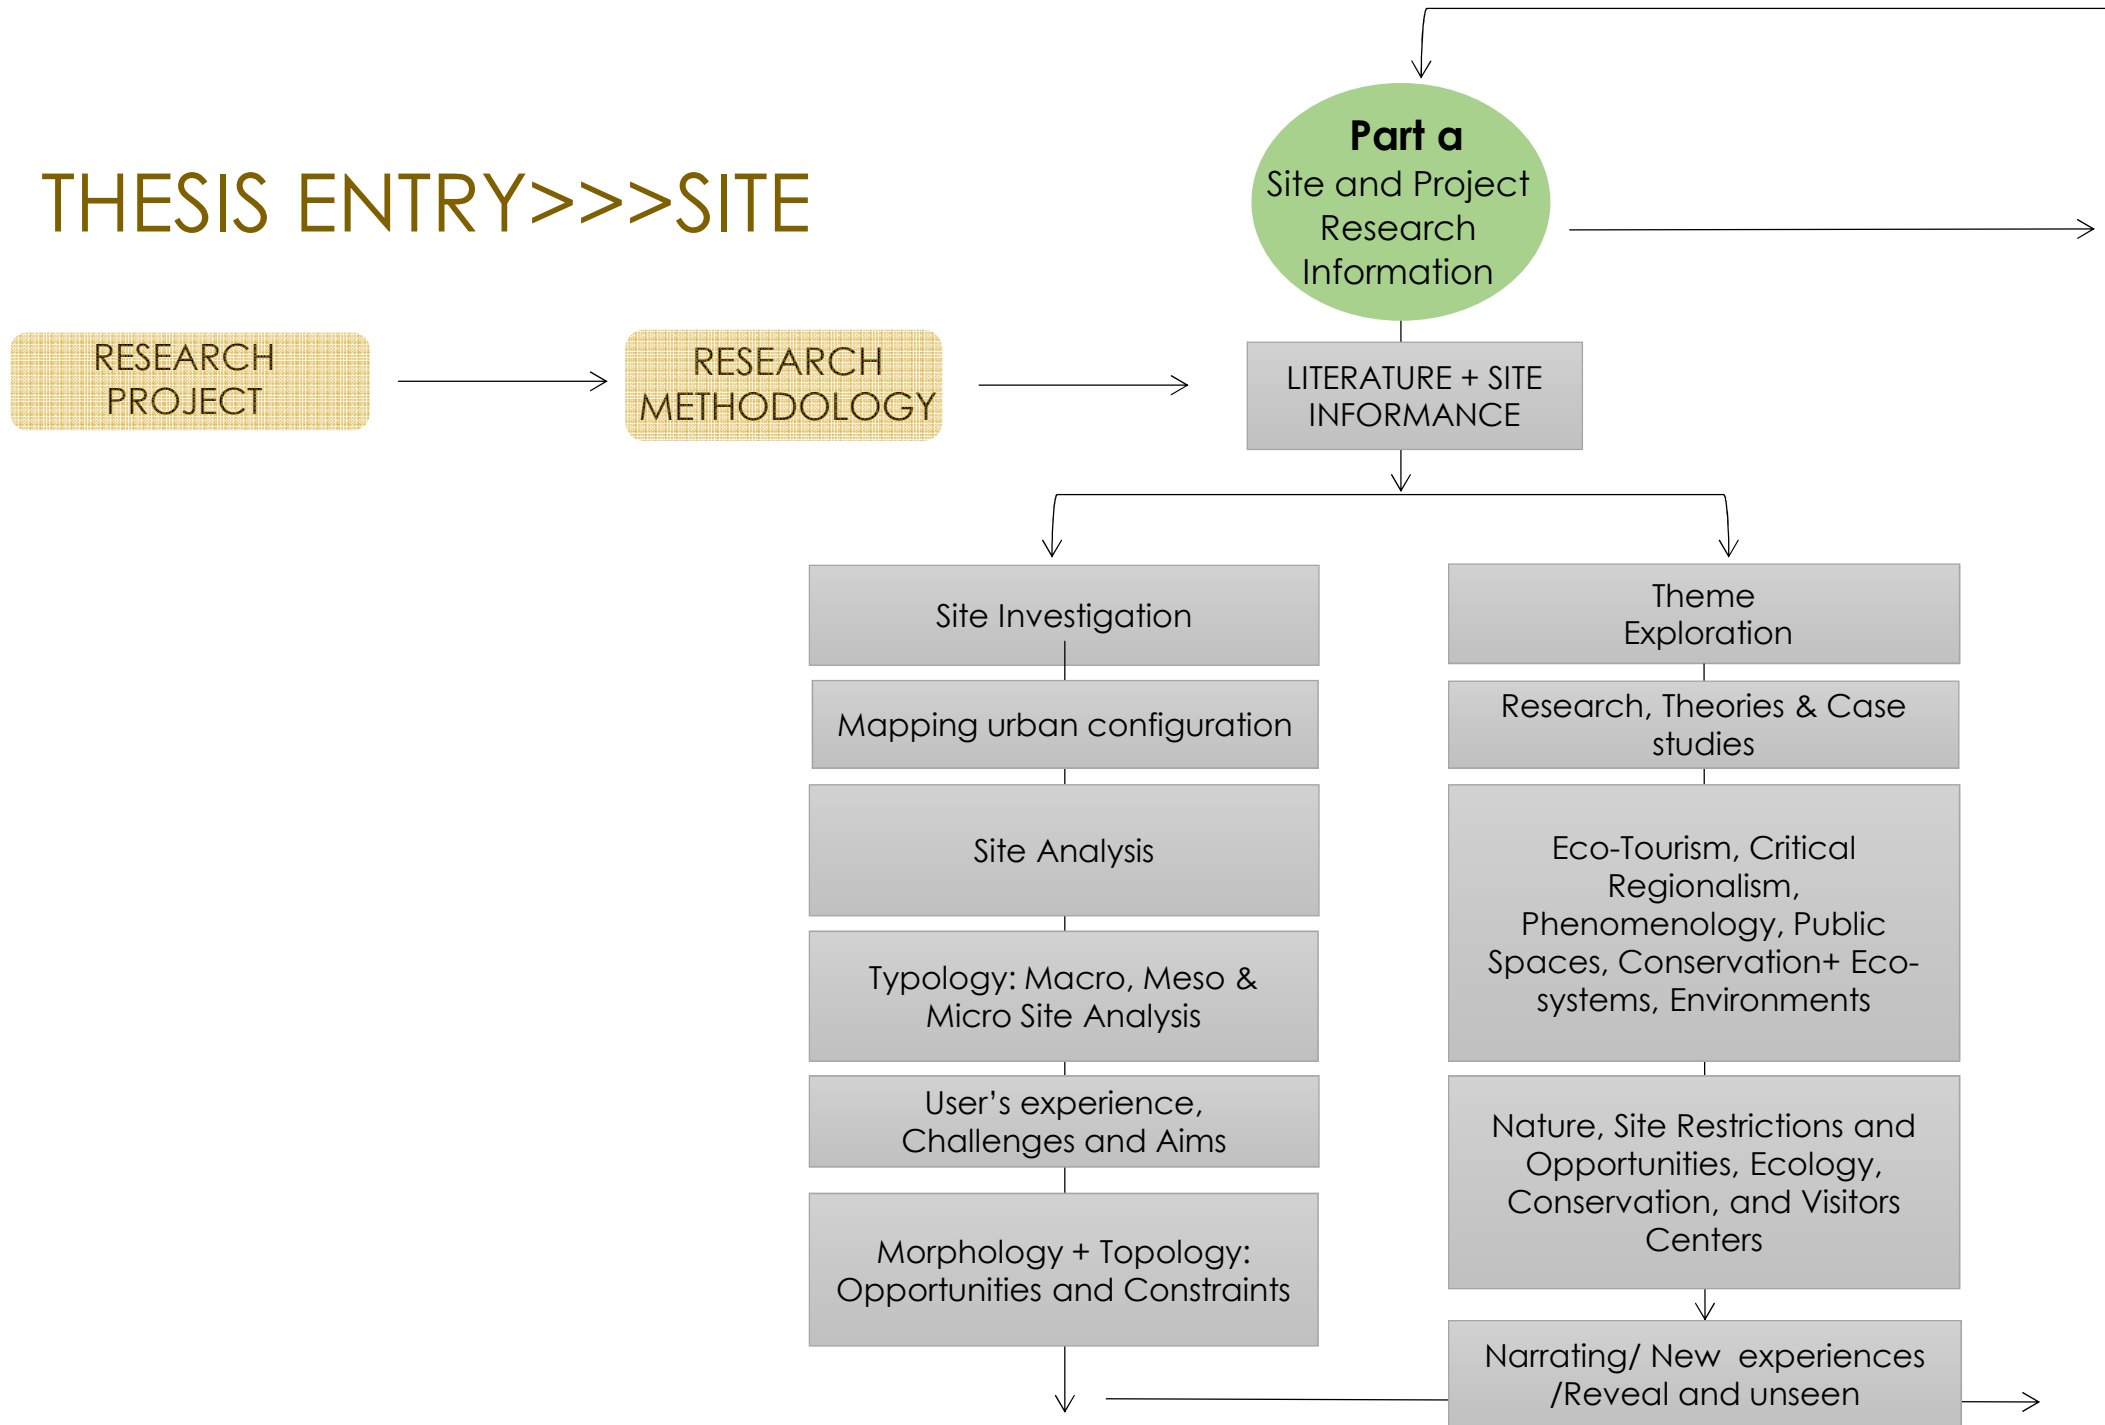 THESIS ENTRY>>>SITE
Part a
Site and Project
Research
Information
RESEARCH
PROJECT
RESEARCH
METHODOLOGY
LITERATURE + SITE
INFORMANCE
Site Investigation
Mapping urban configuration
Site Analysis
Typology: Macro, Meso &
Micro Site Analysis
User’s experience,
Challenges and Aims
Morphology + Topology:
Opportunities and Constraints
Theme
Exploration
Research, Theories & Case
studies
Eco-Tourism, Critical
Regionalism,
Phenomenology, Public
Spaces, Conservation+ Eco-
systems, Environments
Nature, Site Restrictions and
Opportunities, Ecology,
Conservation, and Visitors
Centers
Narrating/ New experiences
/Reveal and unseen